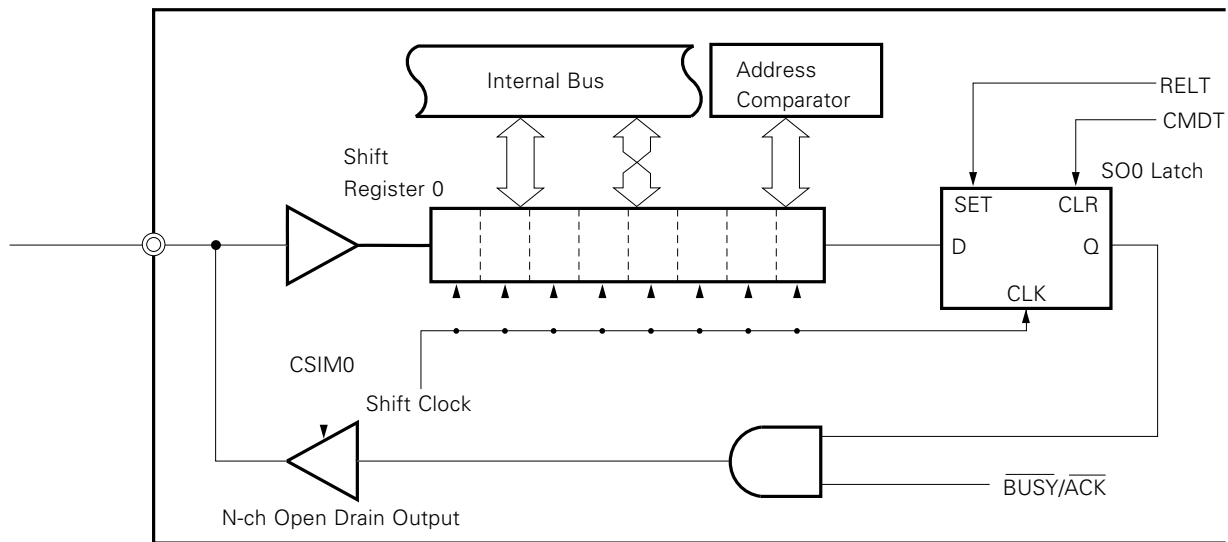 Internal Bus
Address
Comparator
RELT
CMDT
Shift
Register 0
SO0 Latch
SET
CLR
D
Q
CLK
CSIM0
Shift Clock
BUSY/ACK
N-ch Open Drain Output